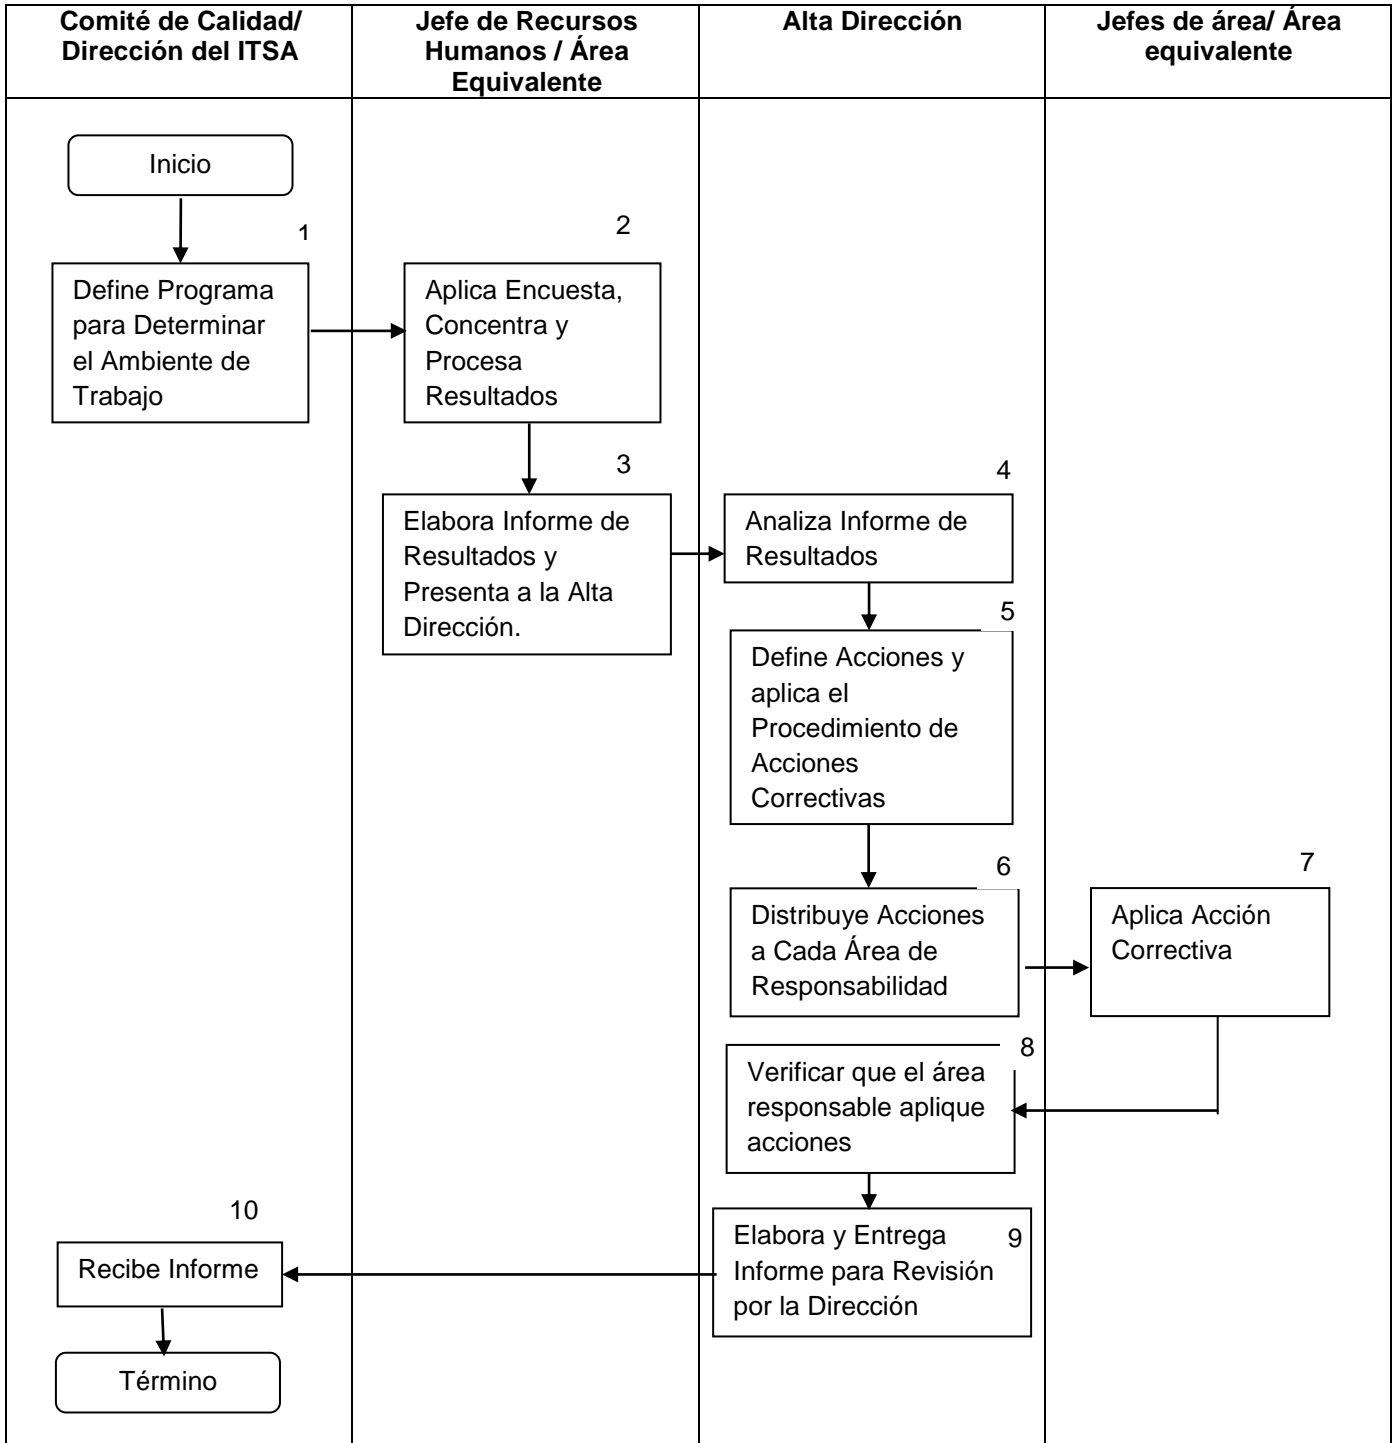 Comité de Calidad/
Dirección del ITSA
Jefe de Recursos
Humanos / Área
Equivalente
Alta Dirección
Jefes de área/ Área
equivalente
Inicio
1
Define Programa
para Determinar
el Ambiente de
Trabajo
2
Aplica Encuesta,
Concentra y
Procesa
Resultados
3
Elabora Informe de
Resultados y
Presenta a la Alta
Dirección.
4
Analiza Informe de
Resultados
5
Define Acciones y
aplica el
Procedimiento de
Acciones
Correctivas
6
Distribuye Acciones
a Cada Área de
Responsabilidad
7
Aplica Acción
Correctiva
8
Verificar que el área
responsable aplique
acciones
9
Elabora y Entrega
Informe para Revisión
por la Dirección
10
Recibe Informe
Término